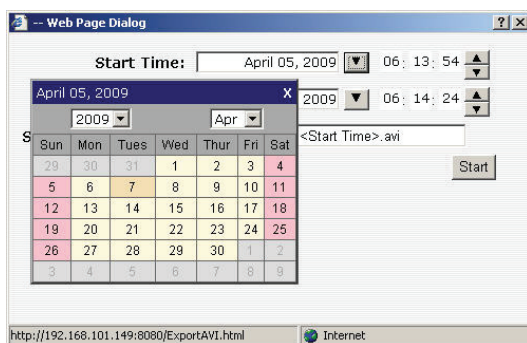 -- Web Page Dialog ? x
Start Time: April 05, 2009 ▼ 06: 13: 54 ▲ ▼
April 05, 2009 X
2009 ▼ 06: 14: 24 ▲ ▼
2009 ▼ Apr ▼
S <Start Time>.avi
Sun Mon Tues Wed Thur Fri Sat
Start
29 30 31 1 2 3 4
5 6 7 8 9 10 11
12 13 14 15 16 17 18
19 20 21 22 23 24 25
26 27 28 29 30 1 2
3 4 5 6 7 8 9
http://192.168.101.149:8080/ExportAVI.html Internet